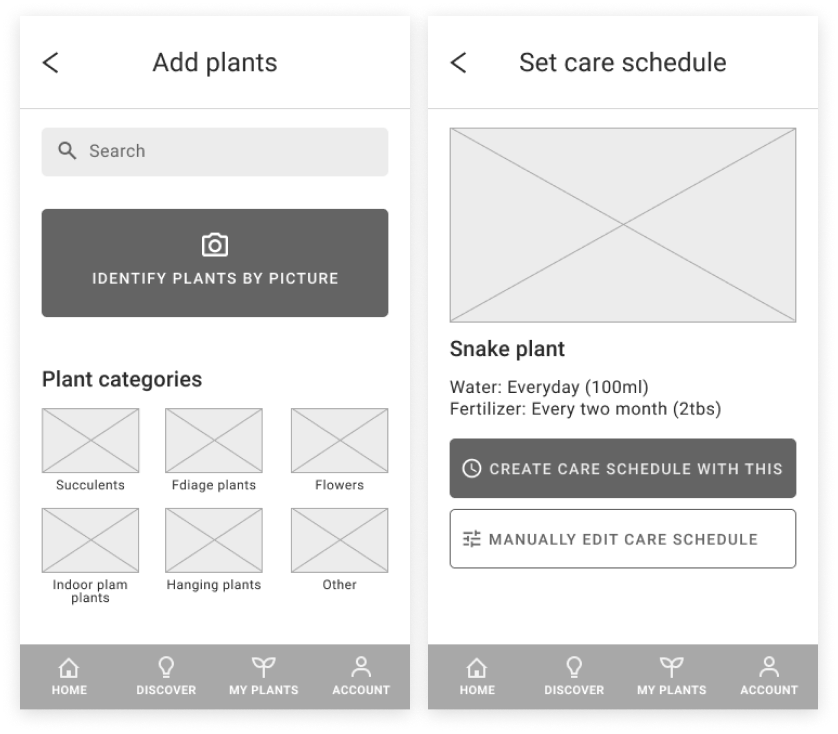 Add plants
Search
IDENTIFY PLANTS BY PICTURE
Plant categories
Succulents
Fdiage plants
Flowers
Indoor plam
plants
Hanging plants
Other
HOME
DISCOVER
MY PLANTS
ACCOUNT
Set care schedule
Snake plant
Water: Everyday (100ml)
Fertilizer: Every two month (2tbs)
CREATE CARE SCHEDULE WITH THIS
MANUALLY EDIT CARE SCHEDULE
HOME
DISCOVER
MY PLANTS
ACCOUNT